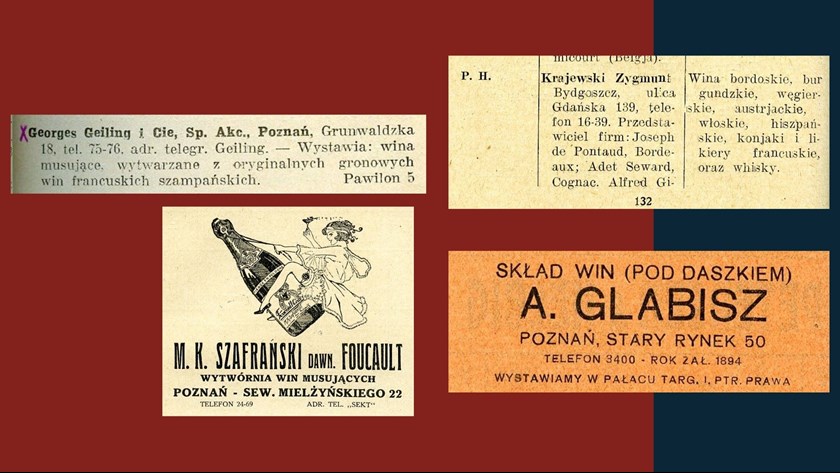 Georges Geiling i Cie, Sp. Akc., Poznań, Grunwaldzka
18, tel. 75-76, adr. telegr. Geiling. — Wystawia: wina
musujące, wytwarzane z oryginalnych gronowych
win francuskich szampańskich. Pawilon 5
M. K. SZAFRAŃSKI DAWN. FOUCAULT
WYTWÓRNIA WIN MUSUJĄCYCH
POZNAŃ - SEW. MIELŻYŃSKIEGO 22
TELEFON 24-69 ADR. TEL. „SEKT"
micourt (Belgja).
P. H. Krajewski Zygmunt
Bydgoszcz, ulica
Gdańska 139, tele-
fon 16-39. Przedsta-
wiciel firm: Joseph
de Pontaud, Borde-
aux; Adet Seward,
Cognac, Alfred Gi-
Wina bordoskie, bur
gundzkie, węgier-
skie, austrjackie,
włoskie, hiszpań-
skie, konjaki i li-
kiery francuskie,
oraz whisky.
132
SKŁAD WIN (POD DASZKIEM)
A. GLABISZ
POZNAŃ, STARY RYNEK 50
TELEFON 3400 - ROK ZAŁ. 1894
WYSTAWIAMY W PAŁACU TARG. I, PTR. PRAWA